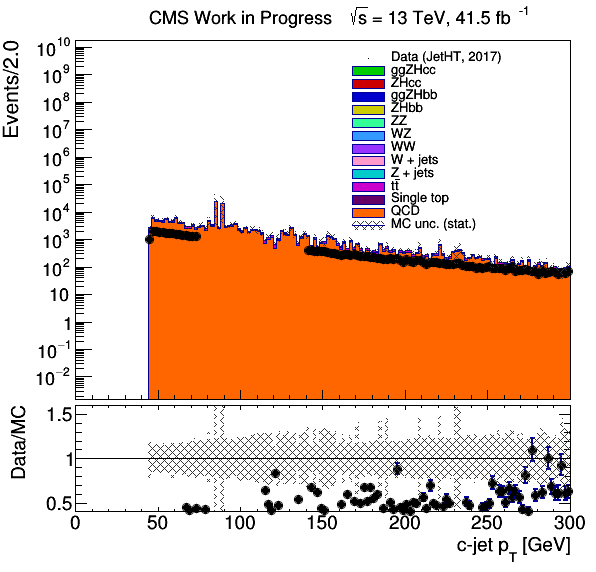 CMS Work in Progress √s = 13 TeV, 41.5 fb⁻¹
Events/2.0
10¹⁰
10⁹
10⁸
10⁷
10⁶
10⁵
10⁴
10³
10²
10
1
10⁻¹
10⁻²
Data (JetHT, 2017)
ggZHcc
ZHcc
ggZHbb
ZHbb
ZZ
WZ
WW
W + jets
Z + jets
tt̄
Single top
QCD
MC unc. (stat.)
Data/MC
1.5
1
0.5
0 50 100 150 200 250 300
c-jet p_T [GeV]